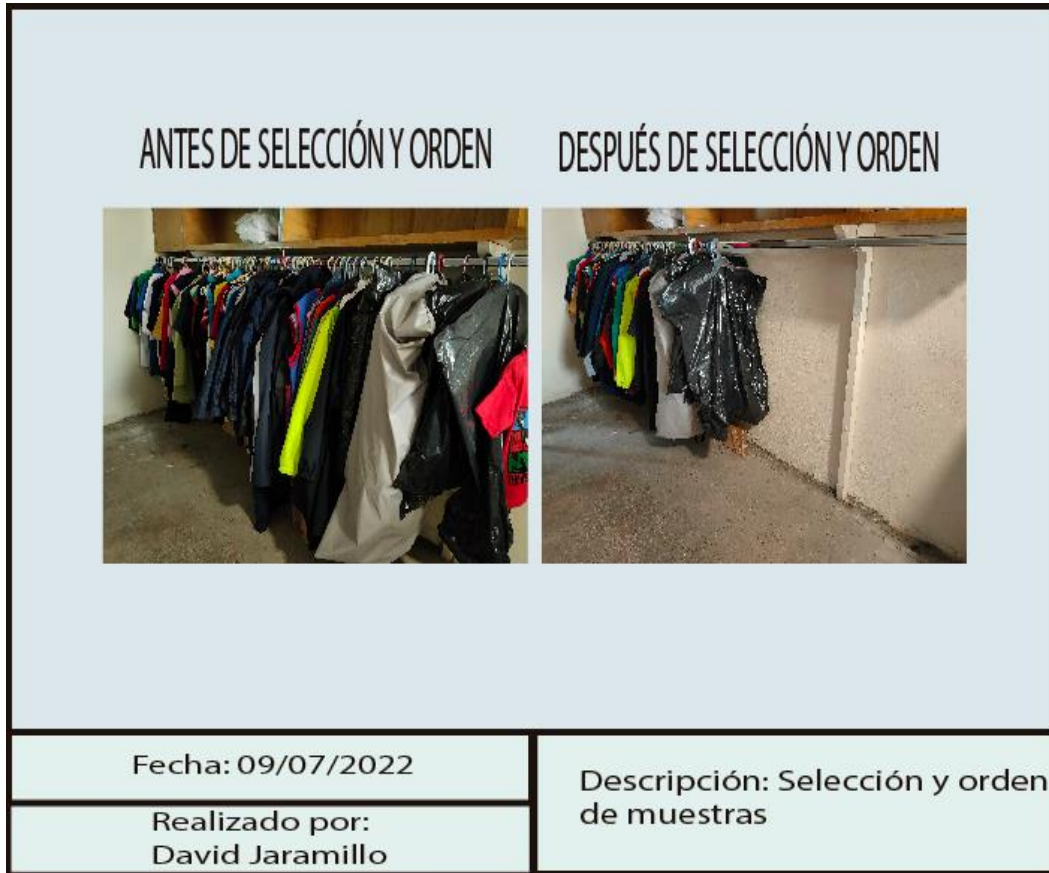 ANTES DE SELECCIÓN Y ORDEN
DESPUÉS DE SELECCIÓN Y ORDEN
Fecha: 09/07/2022
Realizado por:
David Jaramillo
Descripción: Selección y orden
de muestras